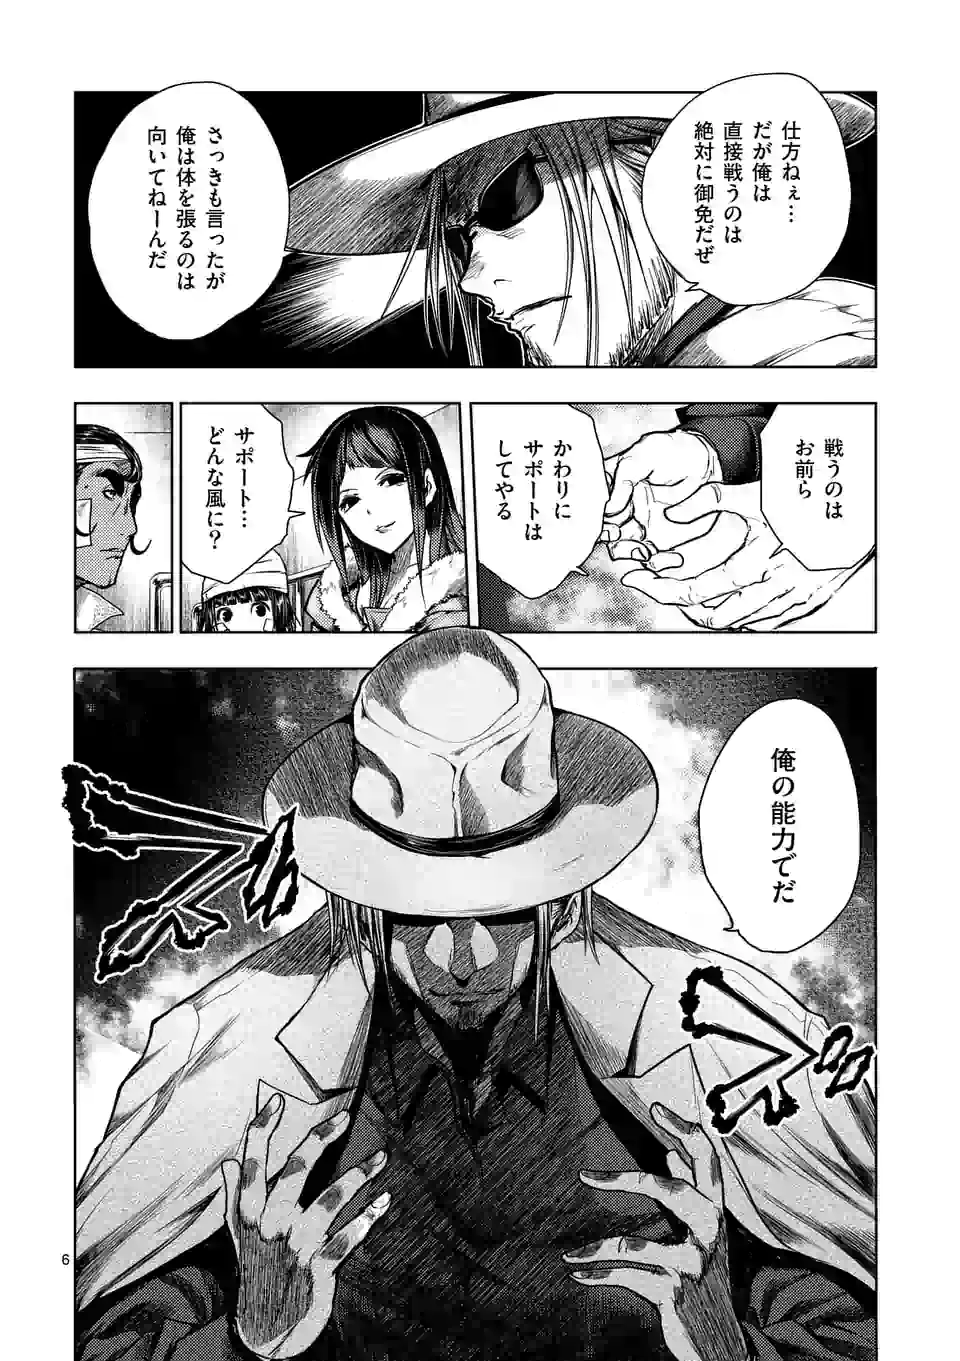 仕方ねぇ…
だが俺は
直接戦うのは
絶対に御免だぜ
さっきも言ったが
俺は体を張るのは
向いてねーんだ
戦うのは
お前ら
かわりに
サポートは
してやる
サポート…
どんな風に?
俺の能力でだ
ズズ
ズズ
6